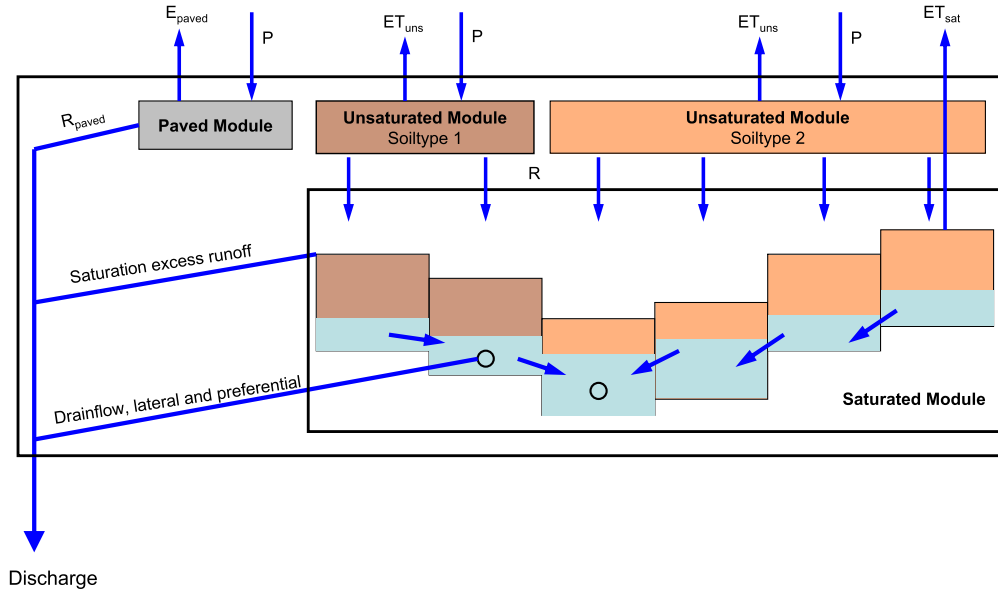 E_paved
P
ET_uns
P
ET_uns
P
ET_sat
R_paved
Paved Module
Unsaturated Module
Soiltype 1
Unsaturated Module
Soiltype 2
R
Saturation excess runoff
Drainflow, lateral and preferential
Saturated Module
Discharge